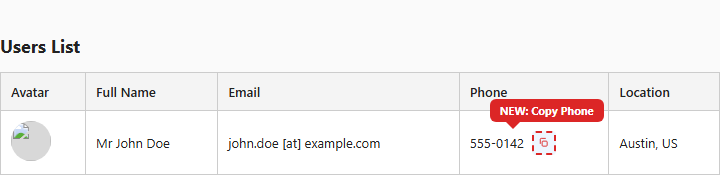 Users List
Avatar Full Name Email Phone Location
NEW: Copy Phone
Mr John Doe john.doe [at] example.com 555-0142 Austin, US